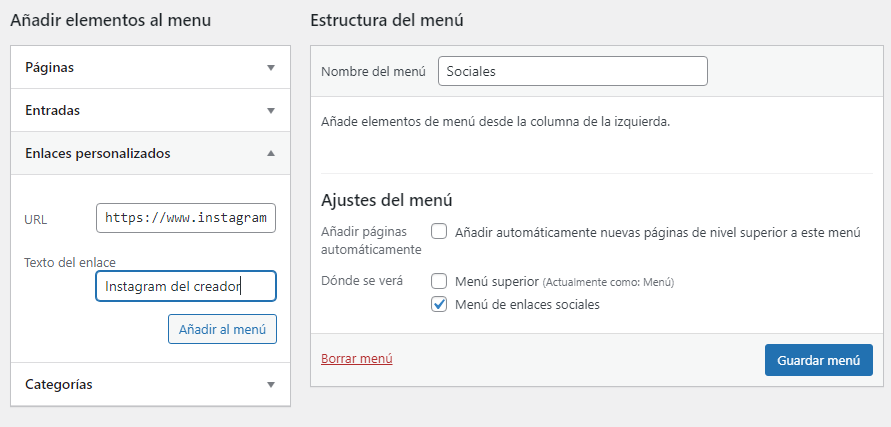 Añadir elementos al menu
Páginas
Entradas
Enlaces personalizados
URL
https://www.instagram
Texto del enlace
Instagram del creador
Añadir al menú
Categorías
Estructura del menú
Nombre del menú
Sociales
Añade elementos de menú desde la columna de la izquierda.
Ajustes del menú
Añadir páginas
automáticamente
Añadir automáticamente nuevas páginas de nivel superior a este menú
Dónde se verá
Menú superior (Actualmente como: Menú)
Menú de enlaces sociales
Borrar menú
Guardar menú